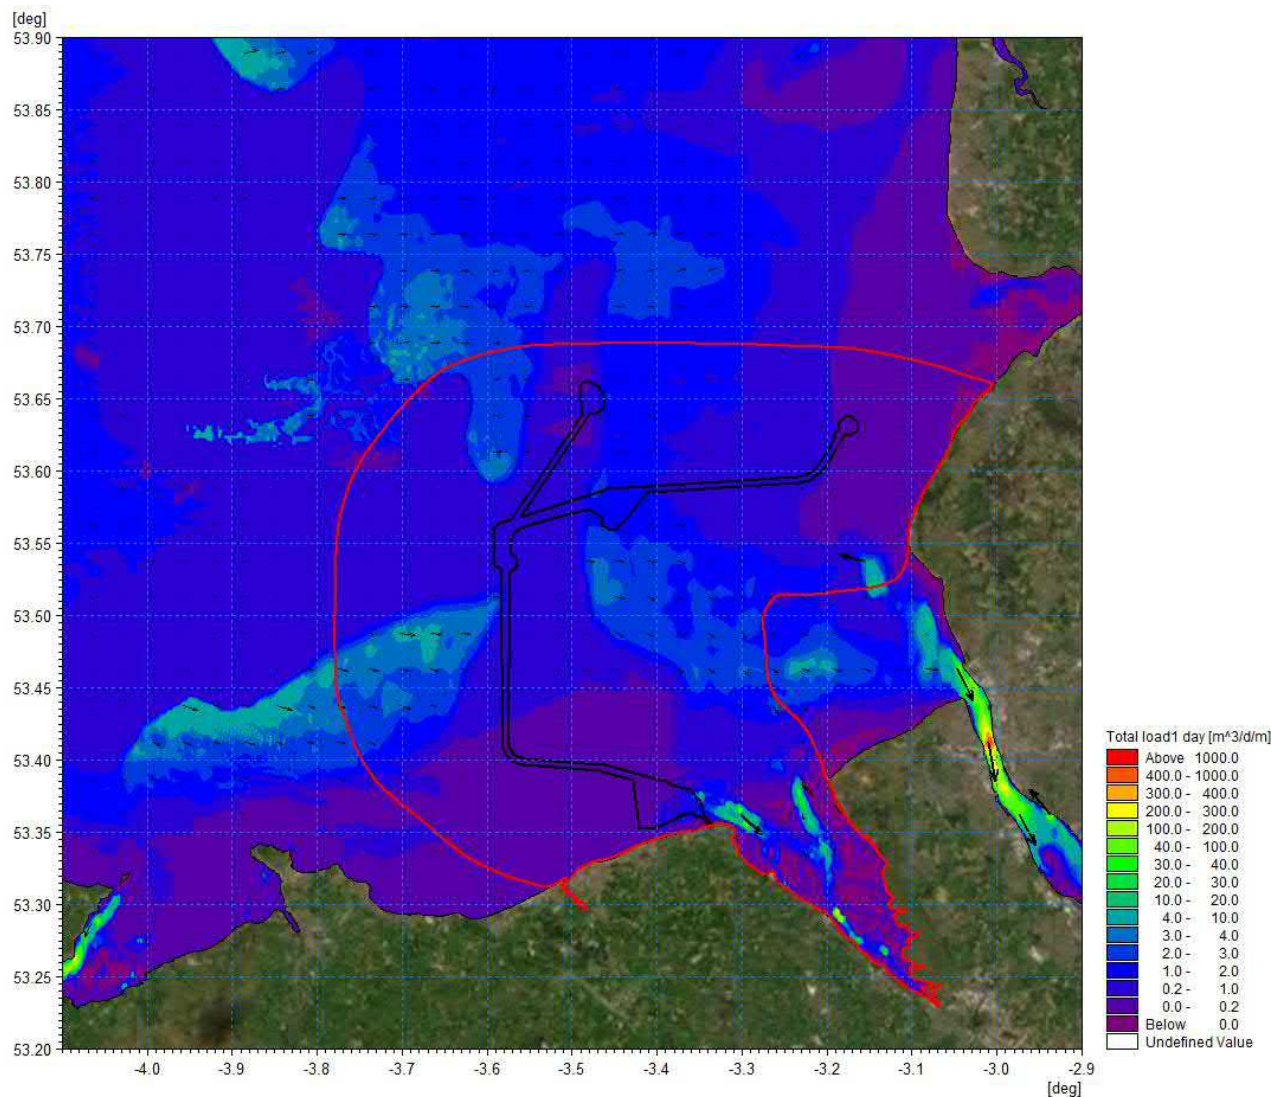 [deg]
53.90
53.85
53.80
53.75
53.70
53.65
53.60
53.55
53.50
53.45
53.40
53.35
53.30
53.25
53.20
-4.0 -3.9 -3.8 -3.7 -3.6 -3.5 -3.4 -3.3 -3.2 -3.1 -3.0 -2.9
[deg]
Total load1 day [m^3/d/m]
Above 1000.0
400.0 - 1000.0
300.0 - 400.0
200.0 - 300.0
100.0 - 200.0
40.0 - 100.0
30.0 - 40.0
20.0 - 30.0
10.0 - 20.0
4.0 - 10.0
3.0 - 4.0
2.0 - 3.0
1.0 - 2.0
0.2 - 1.0
0.0 - 0.2
Below 0.0
Undefined Value